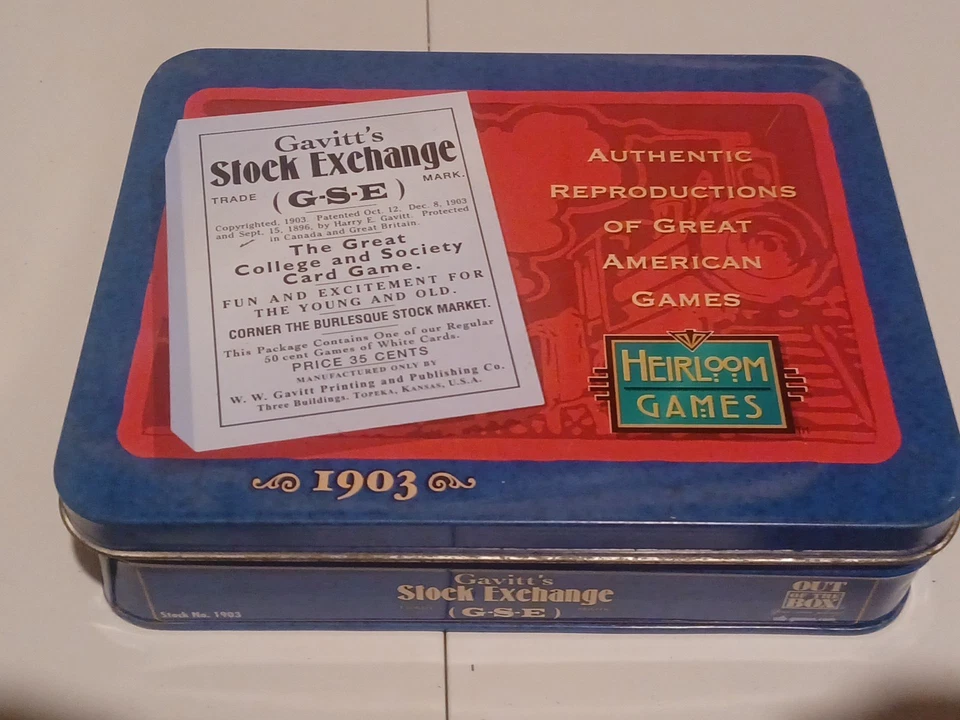 Gavitt's
Stock Exchange
TRADE (G-S-E) MARK.
Copyrighted, 1903. Patented Oct. 12, Dec. 8, 1903
and Sept. 15, 1896, by Harry E. Gavitt. Protected
in Canada and Great Britain.
The Great
College and Society
Card Game.
FUN AND EXCITEMENT FOR
THE YOUNG AND OLD.
CORNER THE BURLESQUE STOCK MARKET.
This Package Contains One of our Regular
50 cent Games of White Cards.
PRICE 35 CENTS
MANUFACTURED ONLY BY
W. W. Gavitt Printing and Publishing Co.
Three Buildings. TOPEKA, KANSAS, U.S.A.
AUTHENTIC
REPRODUCTIONS
OF GREAT
AMERICAN
GAMES
HEIRLOOM
GAMES
1903
Gavitt's
Stock Exchange
(G-S-E)
Stock No. 1903
OUT
OF THE
BOX